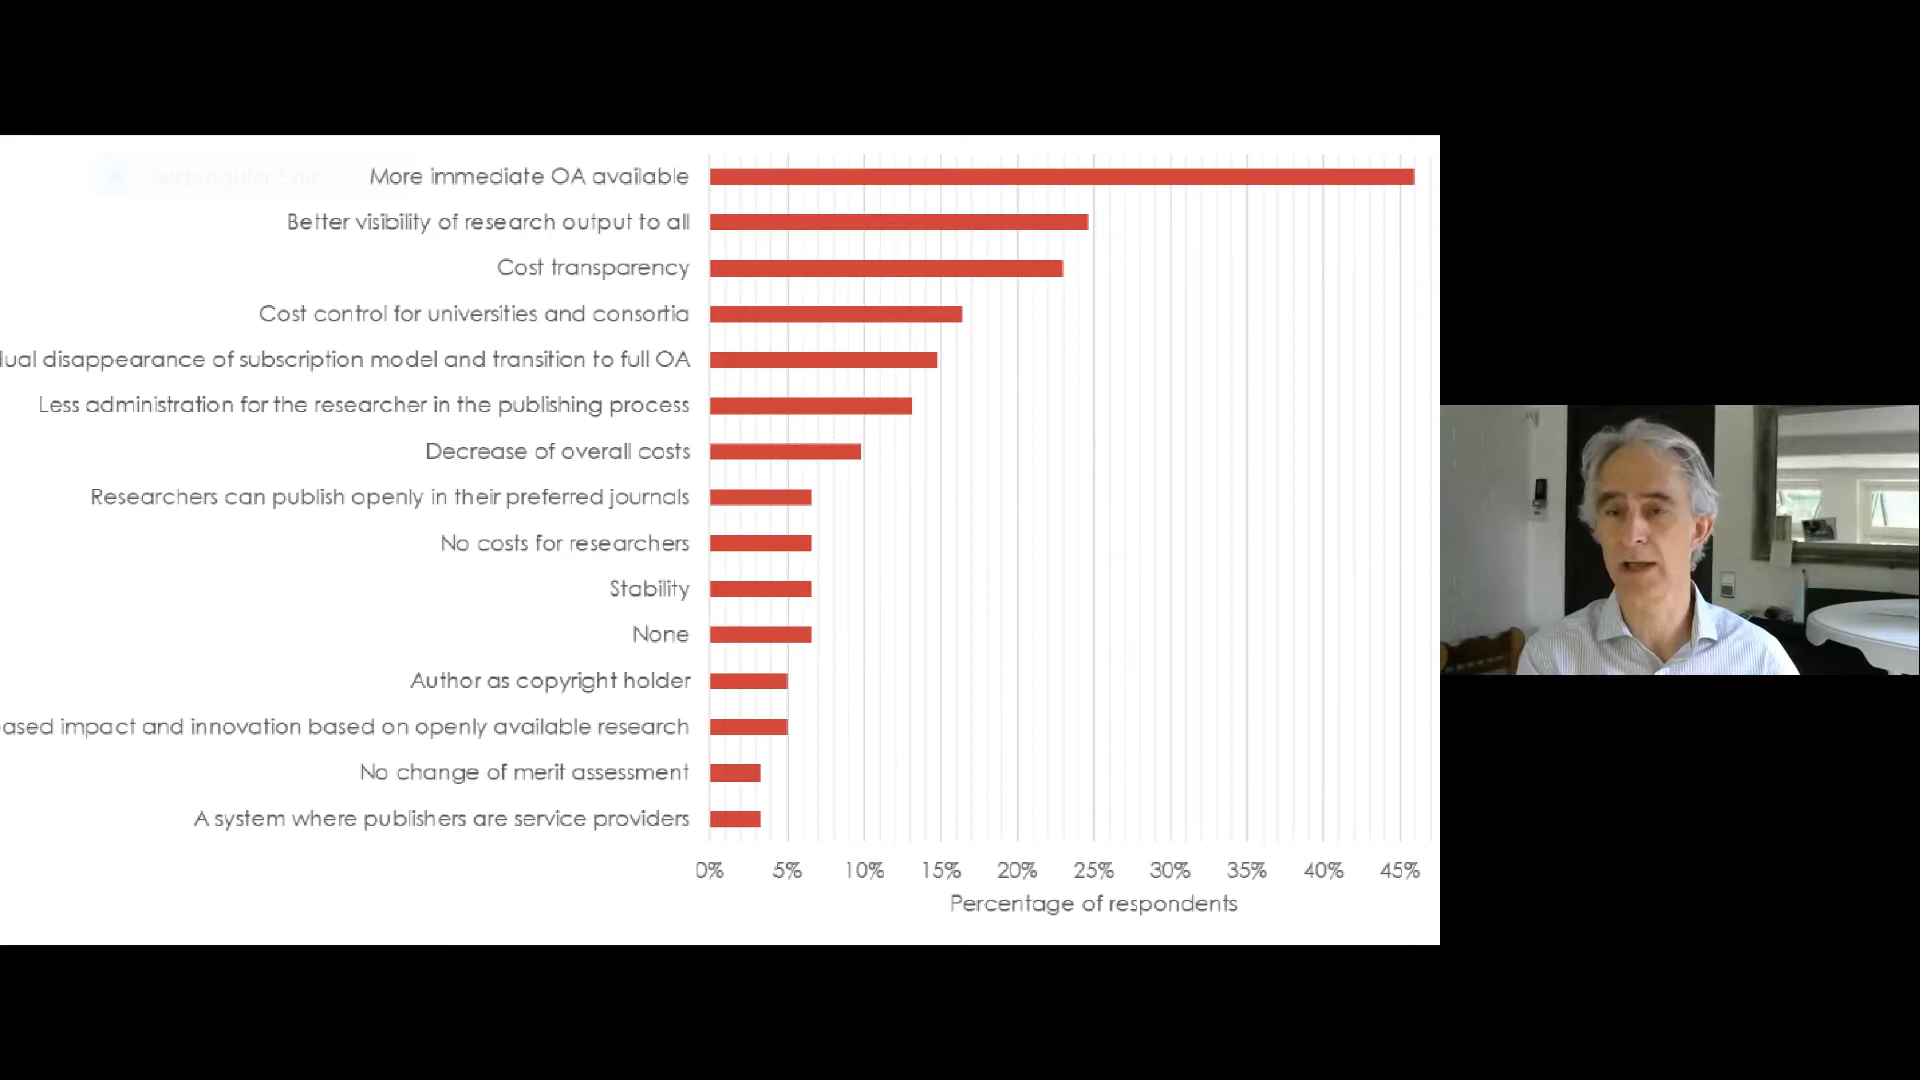 More immediate OA available
Better visibility of research output to all
Cost transparency
Cost control for universities and consortia
disappearance of subscription model and transition to full OA
Less administration for the researcher in the publishing process
Decrease of overall costs
Researchers can publish openly in their preferred journals
No costs for researchers
Stability
None
Author as copyright holder
impact and innovation based on openly available research
No change of merit assessment
A system where publishers are service providers
0% 5% 10% 15% 20% 25% 30% 35% 40% 45%
Percentage of respondents